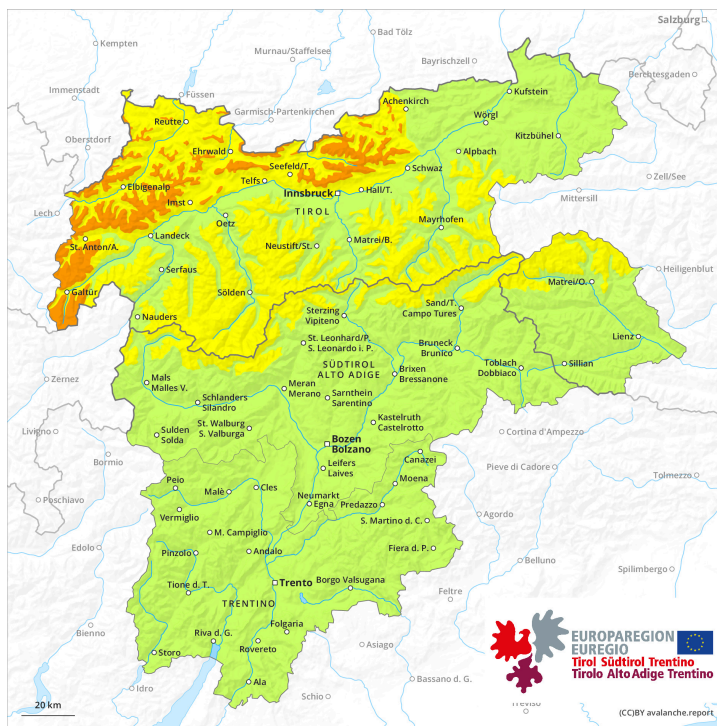 Salzburg
Kempten
Bad Tölz
Murnau/Staffelsee
Bayrischzell
Berchtesgaden
Immenstadt
Füssen
Garmisch-Partenkirchen
Achenkirch
Kufstein
Reutte
Wörgl
Oberstdorf
Ehrwald
Kitzbühel
Seefeld/T.
Alpbach
Schwaz
Zell/See
Telfs
Elbigenalp
Innsbruck
Hall/T.
Mittersill
Imst
TIROL
Lech
Oetz
Mayrhofen
St. Anton/A.
Landeck
Neustift/St.
Matrei/B.
Serfaus
Heiligenblut
Galtür
Sölden
Matrei/O.
Nauders
Sterzing
Vipiteno
Sand/T.
Campo Tures
Lienz
St. Leonhard/P.
S. Leonardo i. P.
Bruneck
Brunico
SÜDTIROL
ALTO ADIGE
Toblach
Dobbiaco
Sillian
Zernez
Mals
Malles V.
Brixen
Bressanone
Meran
Merano
Schlanders
Silandro
Sarnthein
Sarentino
Kastelruth
Castelrotto
St. Walburg
S. Valburga
Livigno
Sulden
Solda
Cortina d'Ampezzo
Bozen
Bolzano
Bormio
Leifers
Laives
Canazei
Pieve di Cadore
Tolmezzo
Peio
Moena
Poschiavo
Malè
Cles
Neumarkt
Egna
Predazzo
Vermiglio
Agordo
S. Martino d. C.
M. Campiglio
Edolo
Pinzolo
Andalo
Fiera d. P.
Belluno
Spilimbergo
Tione d. T.
Trento
Borgo Valsugana
Feltre
TRENTINO
Bienno
Folgaria
Riva d. G.
Rovereto
Storo
Asiago
EUROPAREGION
EUREGIO
Tirol Südtirol Trentino
Tirolo Alto Adige Trentino
Idro
Ala
Bassano d. G.
Schio
Treviso
20 km
(CC)BY avalanche.report